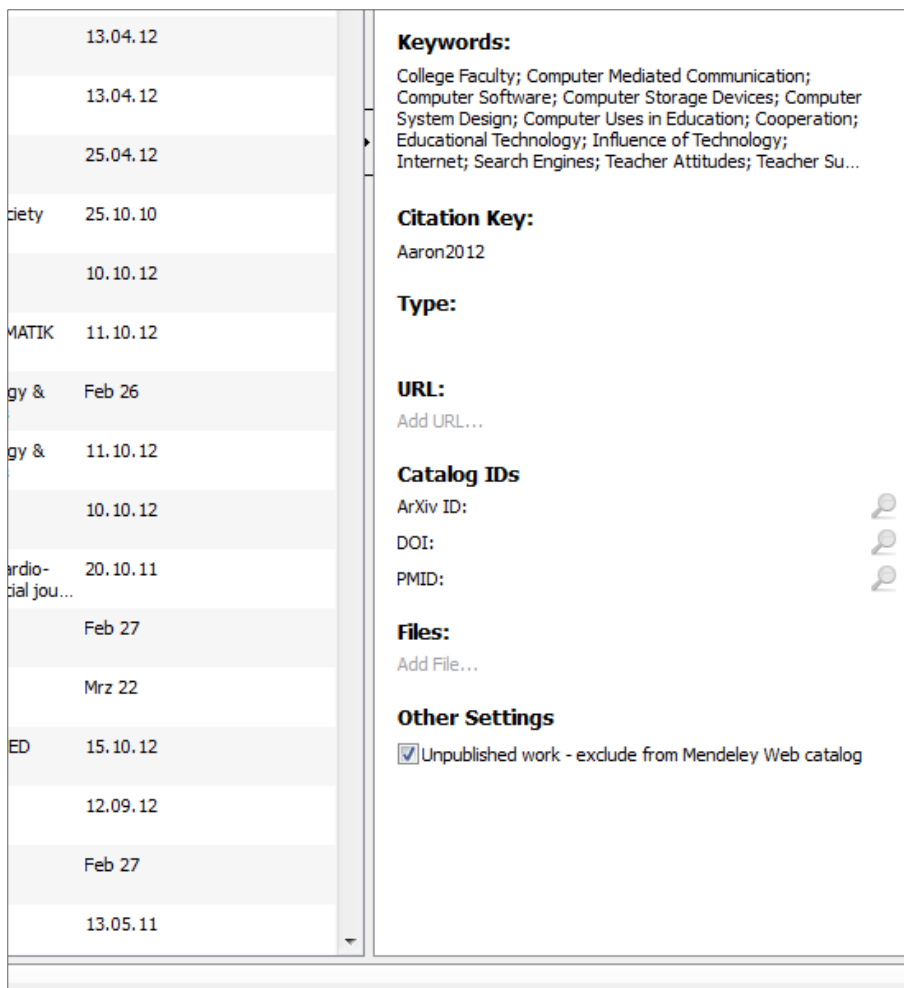 13.04.12
13.04.12
25.04.12
ciety 25.10.10
10.10.12
MATIK 11.10.12
gy & Feb 26
gy & 11.10.12
10.10.12
ardio- 20.10.11
cial jou...
Feb 27
Mrz 22
ED 15.10.12
12.09.12
Feb 27
13.05.11
Keywords:
College Faculty; Computer Mediated Communication;
Computer Software; Computer Storage Devices; Computer
System Design; Computer Uses in Education; Cooperation;
Educational Technology; Influence of Technology;
Internet; Search Engines; Teacher Attitudes; Teacher Su...
Citation Key:
Aaron2012
Type:
URL:
Add URL...
Catalog IDs
ArXiv ID:
DOI:
PMID:
Files:
Add File...
Other Settings
Unpublished work - exclude from Mendeley Web catalog